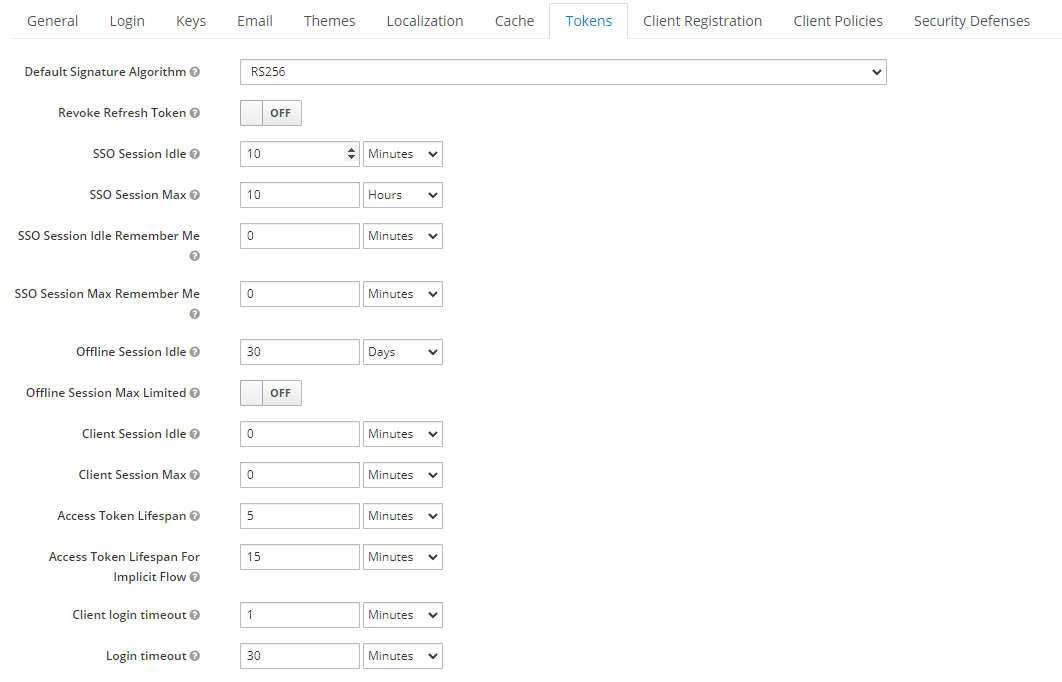 General Login Keys Email Themes Localization Cache Tokens Client Registration Client Policies Security Defenses
Default Signature Algorithm RS256
Revoke Refresh Token OFF
SSO Session Idle 10 Minutes
SSO Session Max 10 Hours
SSO Session Idle Remember Me 0 Minutes
SSO Session Max Remember Me 0 Minutes
Offline Session Idle 30 Days
Offline Session Max Limited OFF
Client Session Idle 0 Minutes
Client Session Max 0 Minutes
Access Token Lifespan 5 Minutes
Access Token Lifespan For 15 Minutes
Implicit Flow
Client login timeout 1 Minutes
Login timeout 30 Minutes